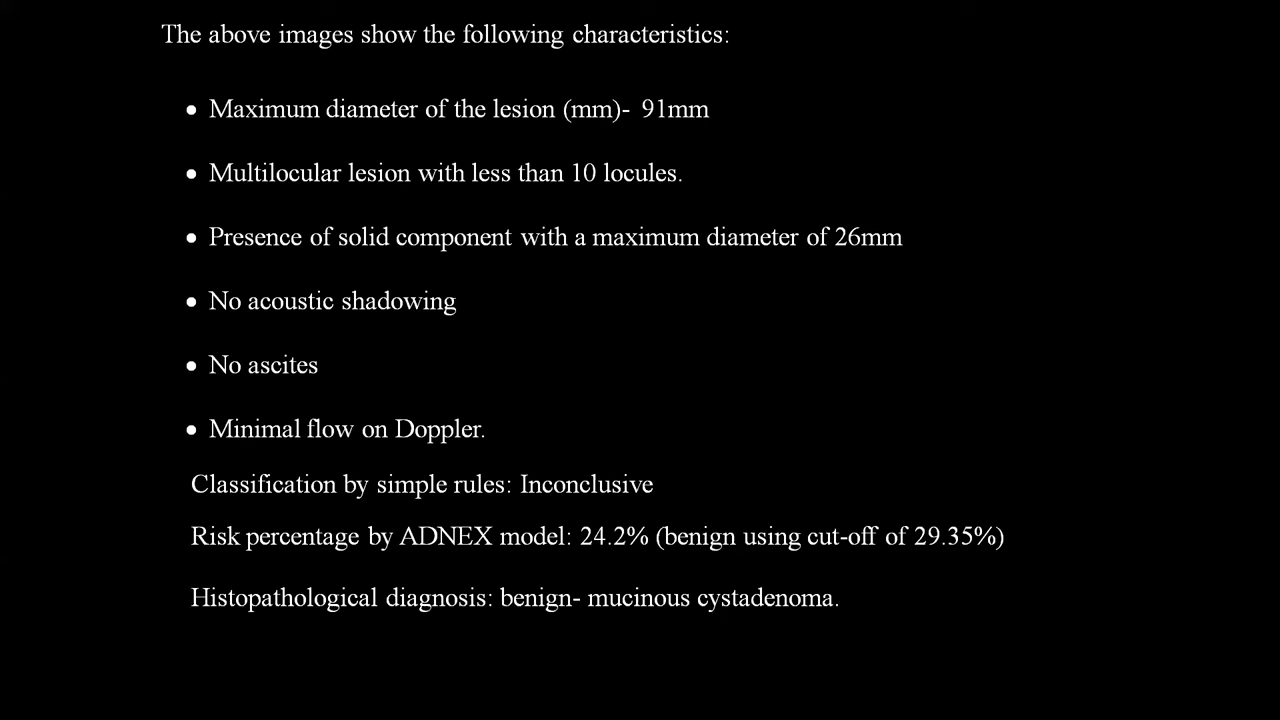 The above images show the following characteristics:
• Maximum diameter of the lesion (mm)- 91mm
• Multilocular lesion with less than 10 locules.
• Presence of solid component with a maximum diameter of 26mm
• No acoustic shadowing
• No ascites
• Minimal flow on Doppler.
Classification by simple rules: Inconclusive
Risk percentage by ADNEX model: 24.2% (benign using cut-off of 29.35%)
Histopathological diagnosis: benign- mucinous cystadenoma.